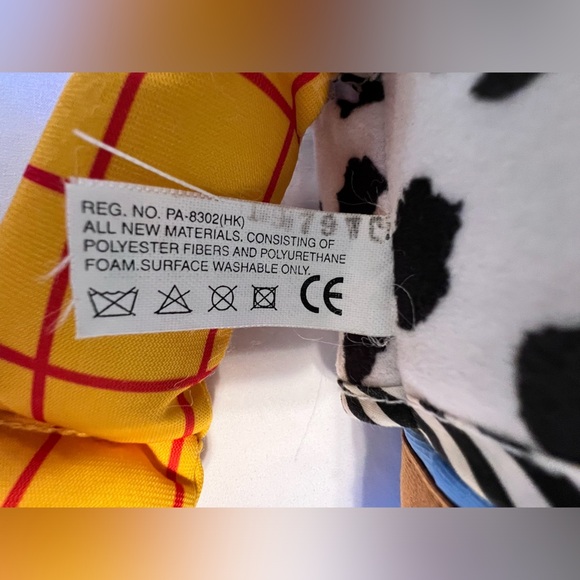 REG. NO. PA-8302(HK)
ALL NEW MATERIALS. CONSISTING OF
POLYESTER FIBERS AND POLYURETHANE
FOAM.SURFACE WASHABLE ONLY.
CE